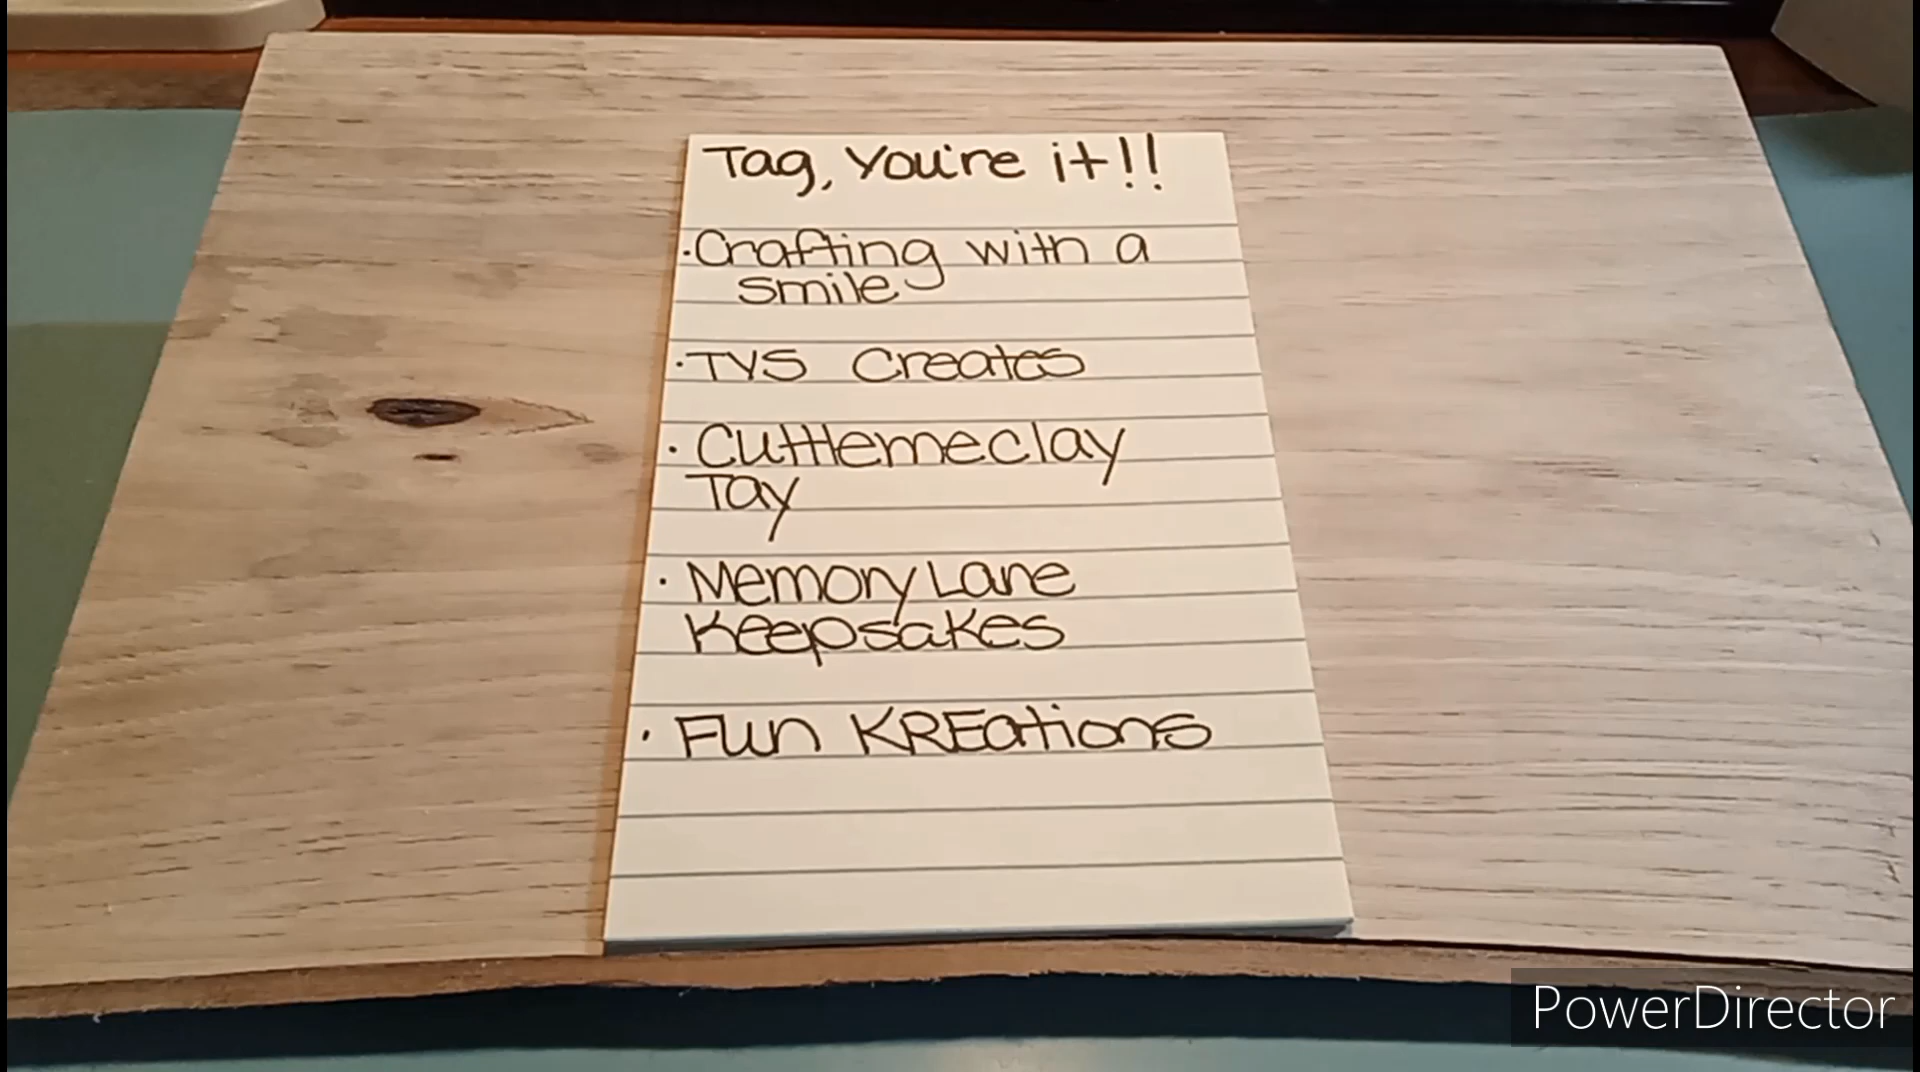 Tag, You're it!!
·Crafting with a
smile
·TYS Creates
· Cuttlemeclay
Tay
· Memory Lane
Keepsakes
· Fun KREations
PowerDirector